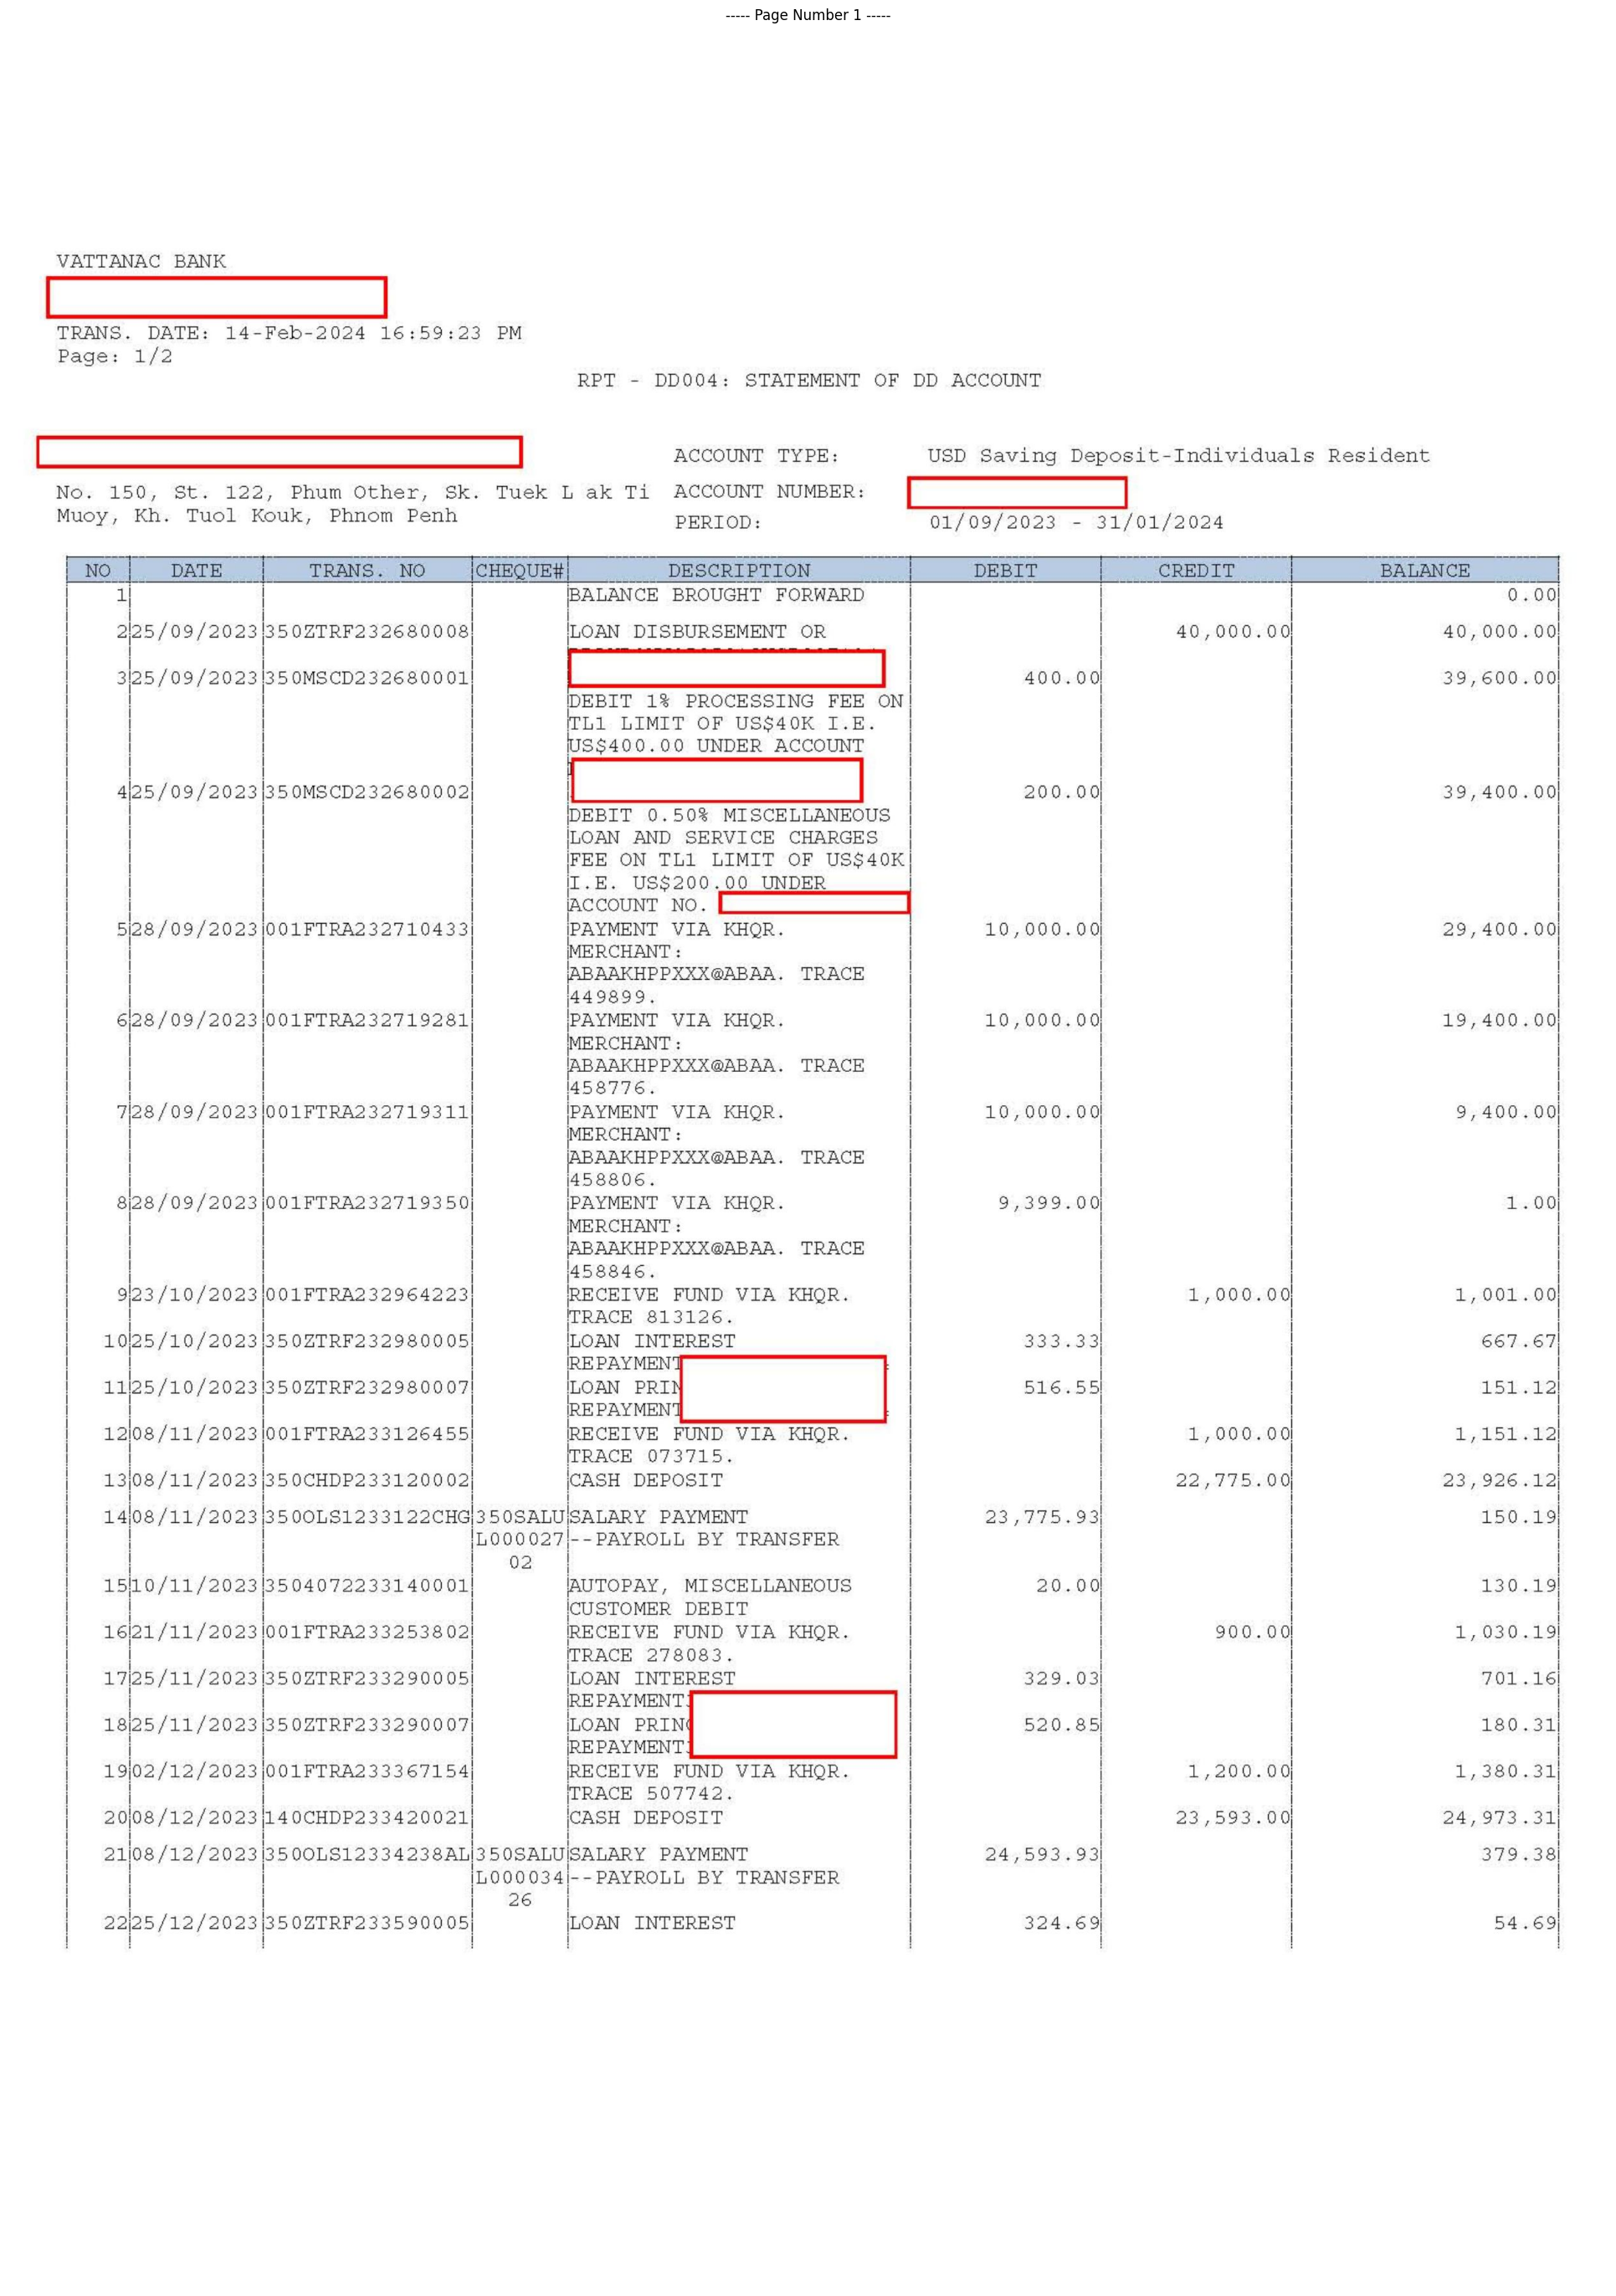 ----- Page Number 1 -----
VATTANAC BANK
TRANS. DATE: 14-Feb-2024 16:59:23 PM
Page: 1/2
RPT - DD004: STATEMENT OF DD ACCOUNT
ACCOUNT TYPE: USD Saving Deposit-Individuals Resident
No. 150, St. 122, Phum Other, Sk. Tuek L ak Ti ACCOUNT NUMBER:
Muoy, Kh. Tuol Kouk, Phnom Penh
PERIOD: 01/09/2023 - 31/01/2024
NO DATE TRANS. NO CHEQUE# DESCRIPTION DEBIT CREDIT BALANCE
1 BALANCE BROUGHT FORWARD 0.00
2 25/09/2023 350ZTRF232680008 LOAN DISBURSEMENT OR 40,000.00 40,000.00
3 25/09/2023 350MSCD232680001 400.00 39,600.00
DEBIT 1% PROCESSING FEE ON
TL1 LIMIT OF US$40K I.E.
US$400.00 UNDER ACCOUNT
4 25/09/2023 350MSCD232680002 200.00 39,400.00
DEBIT 0.50% MISCELLANEOUS
LOAN AND SERVICE CHARGES
FEE ON TL1 LIMIT OF US$40K
I.E. US$200.00 UNDER
ACCOUNT NO.
5 28/09/2023 001FTRA232710433 PAYMENT VIA KHQR. 10,000.00 29,400.00
MERCHANT:
ABAAKHPPXXX@ABAA. TRACE
449899.
6 28/09/2023 001FTRA232719281 PAYMENT VIA KHQR. 10,000.00 19,400.00
MERCHANT:
ABAAKHPPXXX@ABAA. TRACE
458776.
7 28/09/2023 001FTRA232719311 PAYMENT VIA KHQR. 10,000.00 9,400.00
MERCHANT:
ABAAKHPPXXX@ABAA. TRACE
458806.
8 28/09/2023 001FTRA232719350 PAYMENT VIA KHQR. 9,399.00 1.00
MERCHANT:
ABAAKHPPXXX@ABAA. TRACE
458846.
9 23/10/2023 001FTRA232964223 RECEIVE FUND VIA KHQR. 1,000.00 1,001.00
TRACE 813126.
10 25/10/2023 350ZTRF232980005 LOAN INTEREST 333.33 667.67
REPAYMENT
11 25/10/2023 350ZTRF232980007 LOAN PRIN 516.55 151.12
REPAYMENT
12 08/11/2023 001FTRA233126455 RECEIVE FUND VIA KHQR. 1,000.00 1,151.12
TRACE 073715.
13 08/11/2023 350CHDP233120002 CASH DEPOSIT 22,775.00 23,926.12
14 08/11/2023 350OLS1233122CHG 350SALU SALARY PAYMENT 23,775.93 150.19
L000027 --PAYROLL BY TRANSFER
02
15 10/11/2023 3504072233140001 AUTOPAY, MISCELLANEOUS 20.00 130.19
CUSTOMER DEBIT
16 21/11/2023 001FTRA233253802 RECEIVE FUND VIA KHQR. 900.00 1,030.19
TRACE 278083.
17 25/11/2023 350ZTRF233290005 LOAN INTEREST 329.03 701.16
REPAYMENT
18 25/11/2023 350ZTRF233290007 LOAN PRIN 520.85 180.31
REPAYMENT
19 02/12/2023 001FTRA233367154 RECEIVE FUND VIA KHQR. 1,200.00 1,380.31
TRACE 507742.
20 08/12/2023 140CHDP233420021 CASH DEPOSIT 23,593.00 24,973.31
21 08/12/2023 350OLS12334238AL 350SALU SALARY PAYMENT 24,593.93 379.38
L000034 --PAYROLL BY TRANSFER
26
22 25/12/2023 350ZTRF233590005 LOAN INTEREST 324.69 54.69